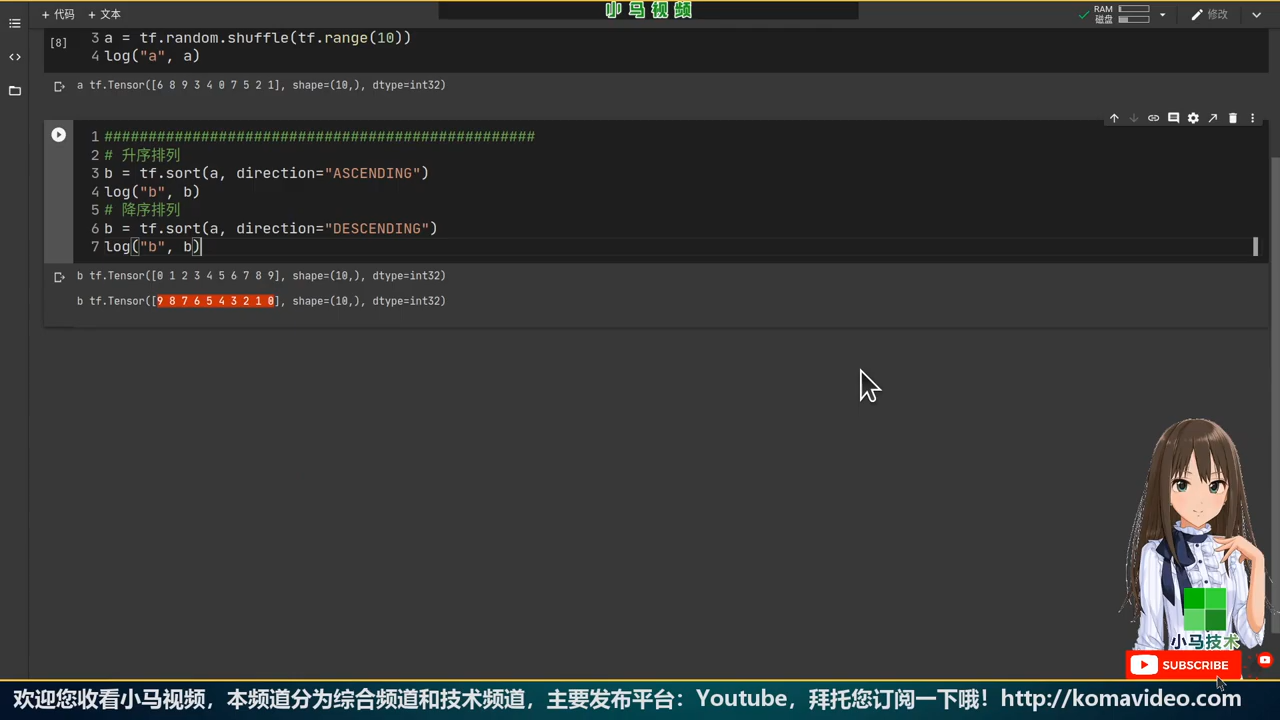 小马视频
+ 代码 + 文本
RAM
磁盘
修改
[8]
3 a = tf.random.shuffle(tf.range(10))
4 log("a", a)
a tf.Tensor([6 8 9 3 4 0 7 5 2 1], shape=(10,), dtype=int32)
1 #################################################
2 # 升序排列
3 b = tf.sort(a, direction="ASCENDING")
4 log("b", b)
5 # 降序排列
6 b = tf.sort(a, direction="DESCENDING")
7 log("b", b)
b tf.Tensor([0 1 2 3 4 5 6 7 8 9], shape=(10,), dtype=int32)
b tf.Tensor([9 8 7 6 5 4 3 2 1 0], shape=(10,), dtype=int32)
小马技术
SUBSCRIBE
欢迎您收看小马视频，本频道分为综合频道和技术频道，主要发布平台：Youtube，拜托您订阅一下哦！http://komavideo.com